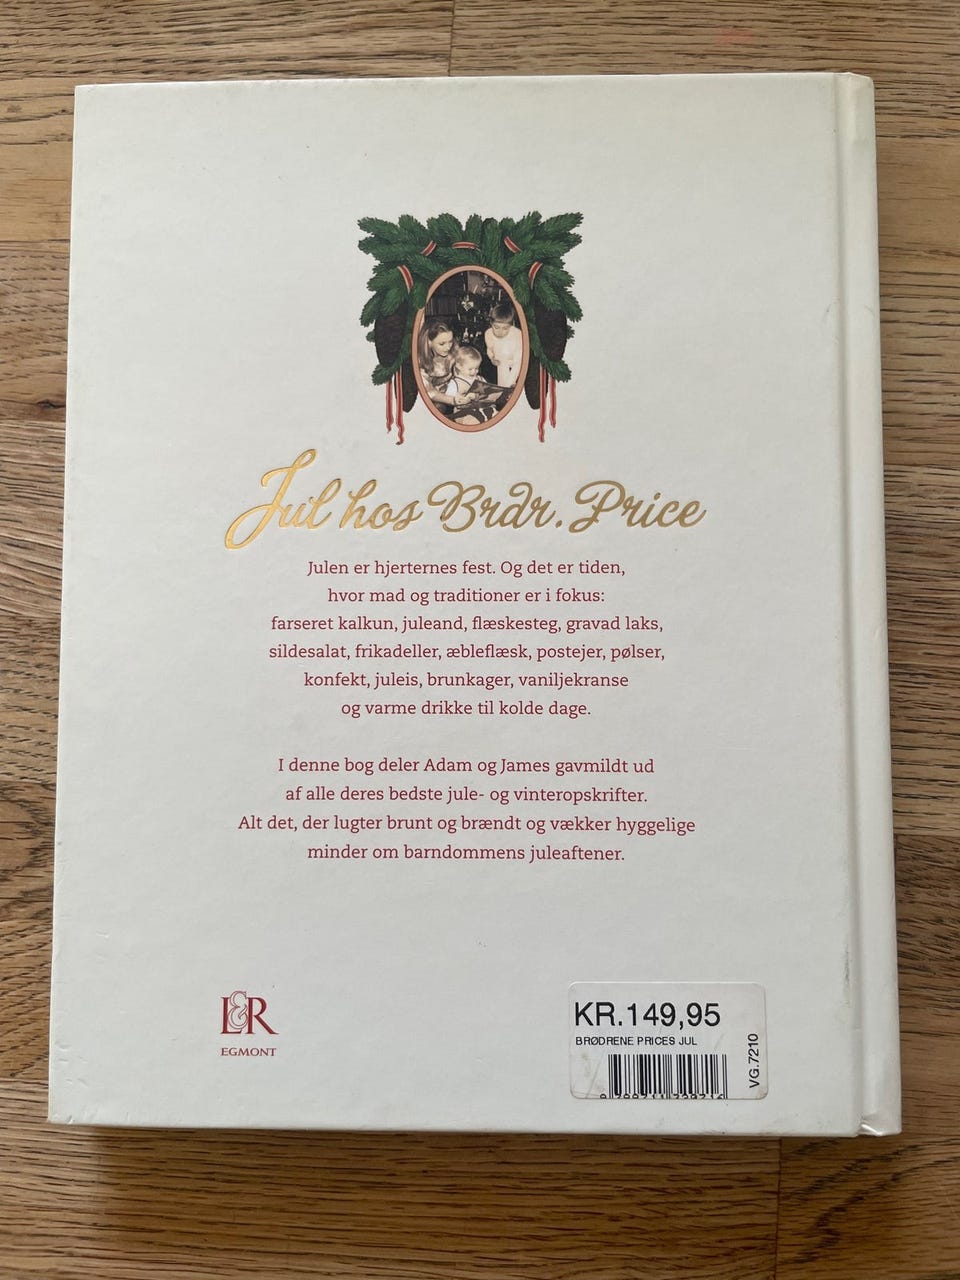 Jul hos Brdr. Price
Julen er hjerternes fest. Og det er tiden,
hvor mad og traditioner er i fokus:
farseret kalkun, juleand, flæskesteg, gravad laks,
sildesalat, frikadeller, æbleflæsk, postejer, pølser,
konfekt, juleis, brunkager, vaniljekranse
og varme drikke til kolde dage.
I denne bog deler Adam og James gavmildt ud
af alle deres bedste jule- og vinteropskrifter.
Alt det, der lugter brunt og brændt og vækker hyggelige
minder om barndommens juleaftener.
L&R
EGMONT
KR.149,95
BRØDRENE PRICES JUL
VG.7210